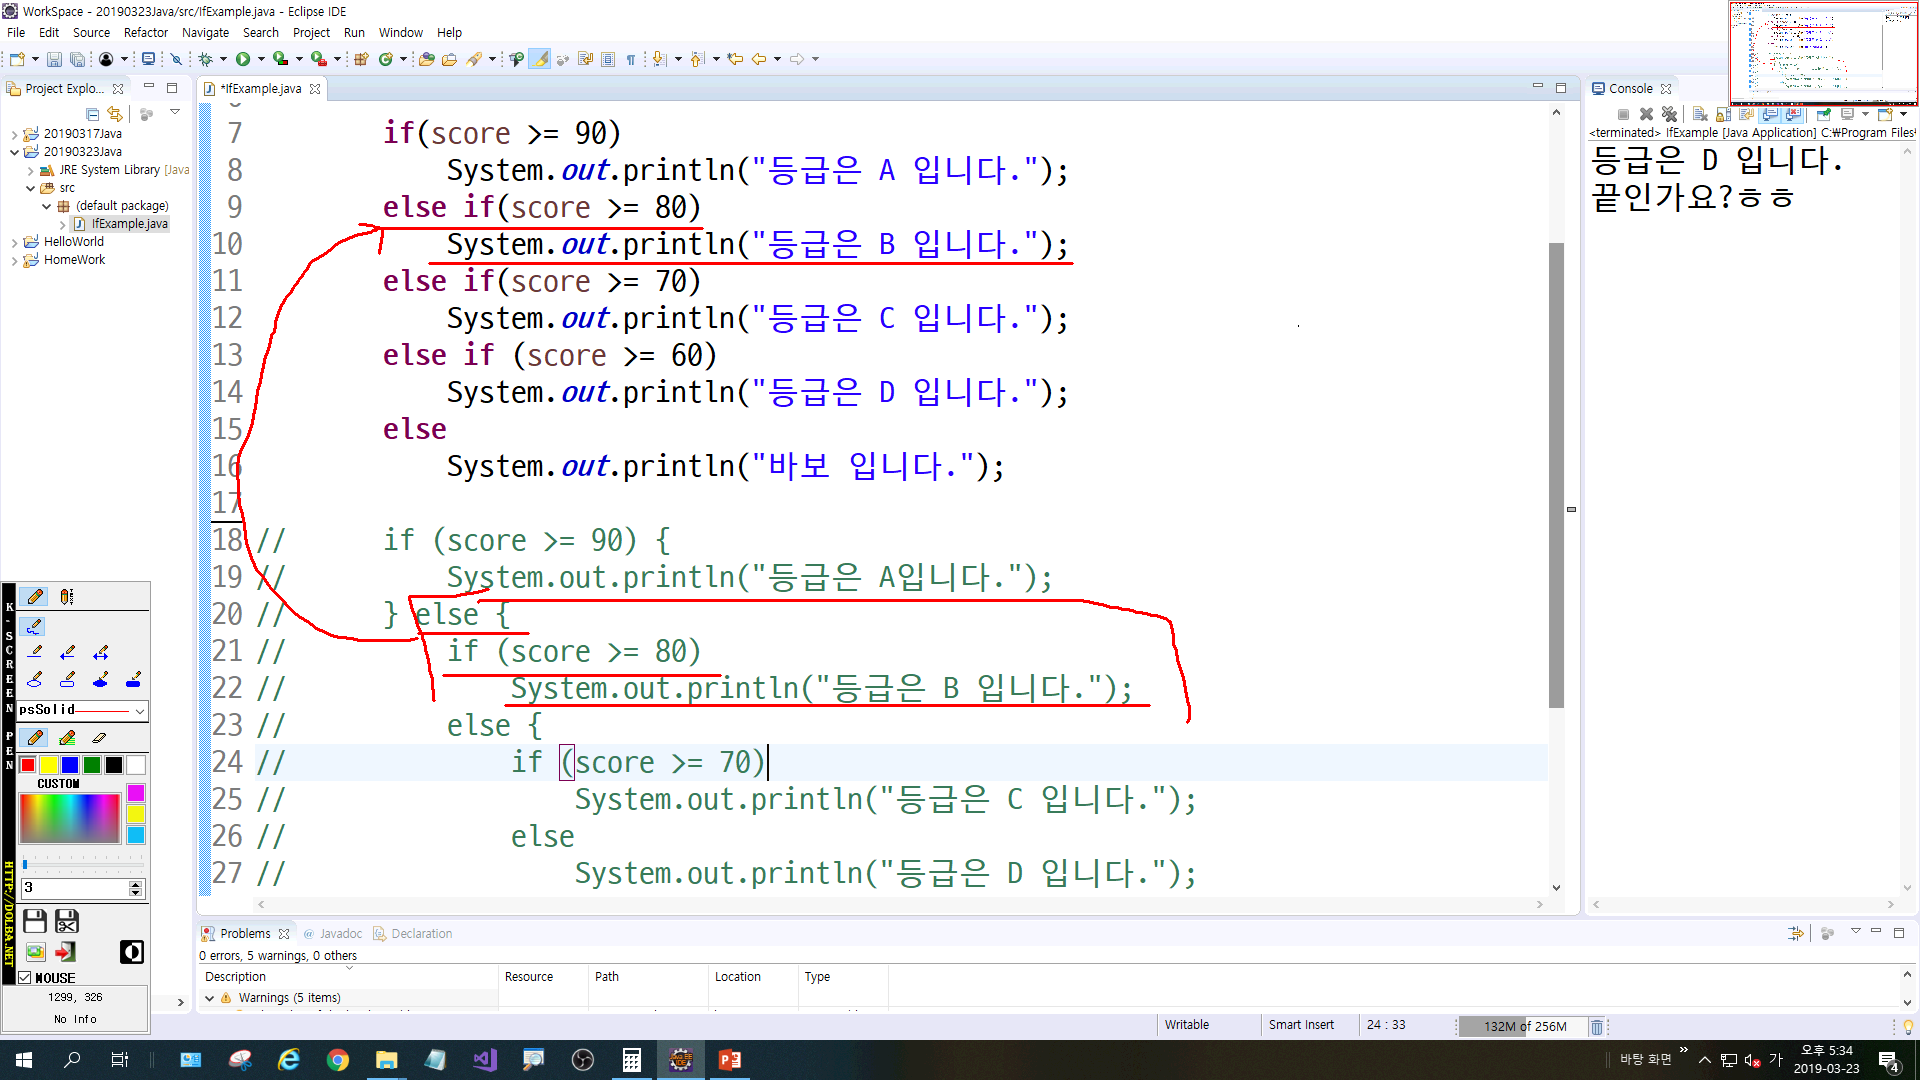 WorkSpace - 20190323Java/src/IfExample.java - Eclipse IDE
File Edit Source Refactor Navigate Search Project Run Window Help
Project Explo...
*IfExample.java
Console
20190317Java
20190323Java
JRE System Library [Java
src
(default package)
IfExample.java
HelloWorld
HomeWork
7 if(score >= 90)
8 System.out.println("등급은 A 입니다.");
9 else if(score >= 80)
10 System.out.println("등급은 B 입니다.");
11 else if(score >= 70)
12 System.out.println("등급은 C 입니다.");
13 else if (score >= 60)
14 System.out.println("등급은 D 입니다.");
15 else
16 System.out.println("바보 입니다.");
17
18 // if (score >= 90) {
19 // System.out.println("등급은 A입니다.");
20 // } else {
21 // if (score >= 80)
22 // System.out.println("등급은 B 입니다.");
23 // else {
24 // if (score >= 70)
25 // System.out.println("등급은 C 입니다.");
26 // else
27 // System.out.println("등급은 D 입니다.");
<terminated> IfExample [Java Application] C:₩Program Files₩
등급은 D 입니다.
끝인가요?ㅎㅎ
K-SCREEN PEN
HTTP://DOLBA.NET
psSolid
CUSTOM
3
MOUSE
1299, 326
No Info
Problems Javadoc Declaration
0 errors, 5 warnings, 0 others
Description Resource Path Location Type
Warnings (5 items)
Writable Smart Insert 24 : 33 132M of 256M
바탕 화면
가
오후 5:34
2019-03-23
4